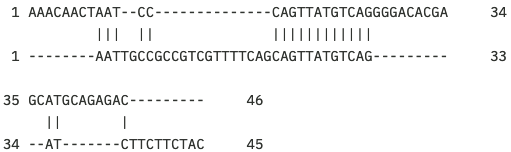 1 AAACAACTAAT--CC--------------CAGTTATGTCAGGGGACACGA     34
           |||  ||              ||||||||||||
 1 --------AATTGCCGCCGTCGTTTTCAGCAGTTATGTCAG---------     33
35 GCATGCAGAGAC---------     46
     ||       |
34 --AT-------CTTCTTCTAC     45